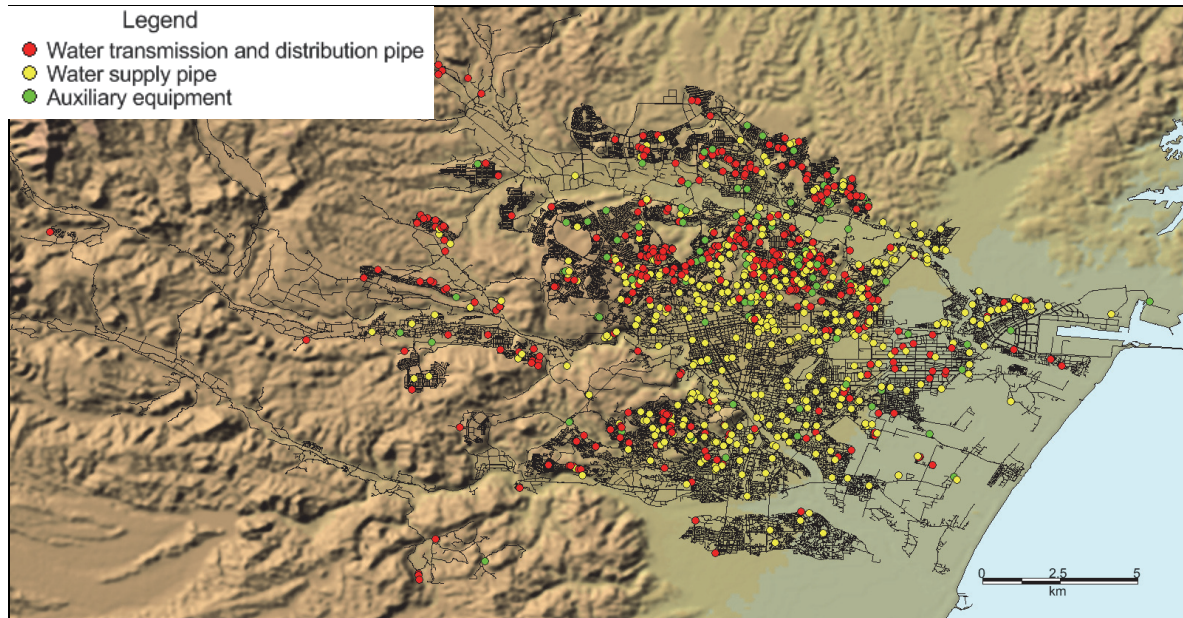 Legend
Water transmission and distribution pipe
Water supply pipe
Auxiliary equipment
0 2.5 5
km